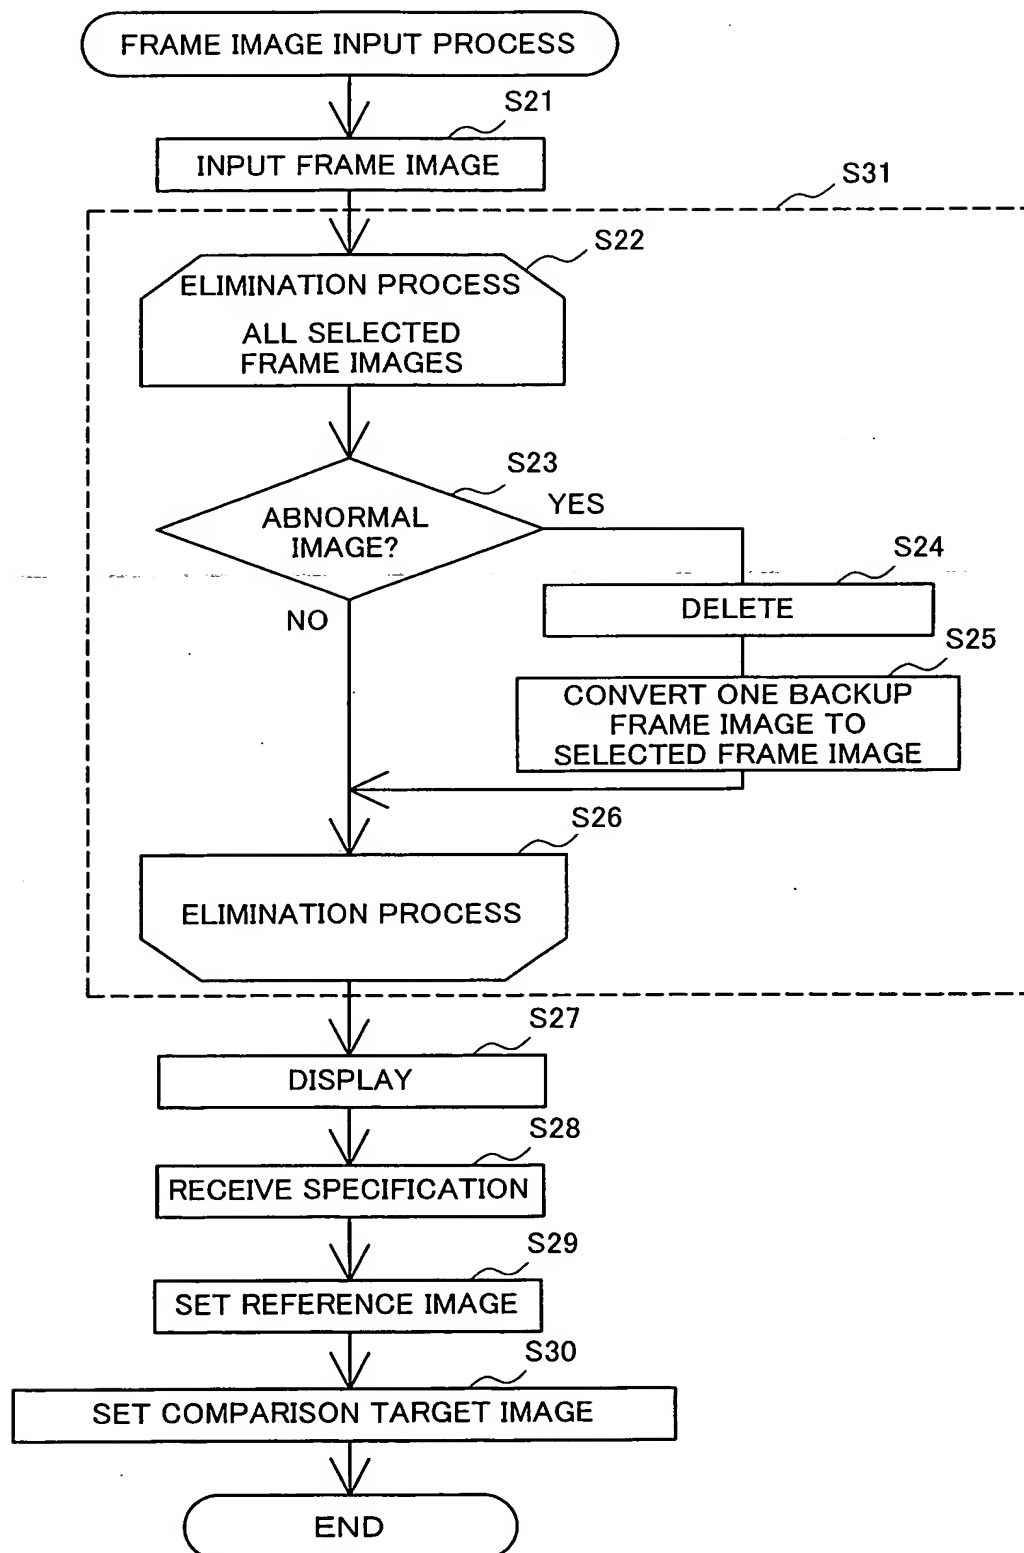 FRAME IMAGE INPUT PROCESS
S21
INPUT FRAME IMAGE
S31
S22
ELIMINATION PROCESS
ALL SELECTED
FRAME IMAGES
S23
ABNORMAL
IMAGE?
YES
NO
S24
DELETE
S25
CONVERT ONE BACKUP
FRAME IMAGE TO
SELECTED FRAME IMAGE
S26
ELIMINATION PROCESS
S27
DISPLAY
S28
RECEIVE SPECIFICATION
S29
SET REFERENCE IMAGE
S30
SET COMPARISON TARGET IMAGE
END